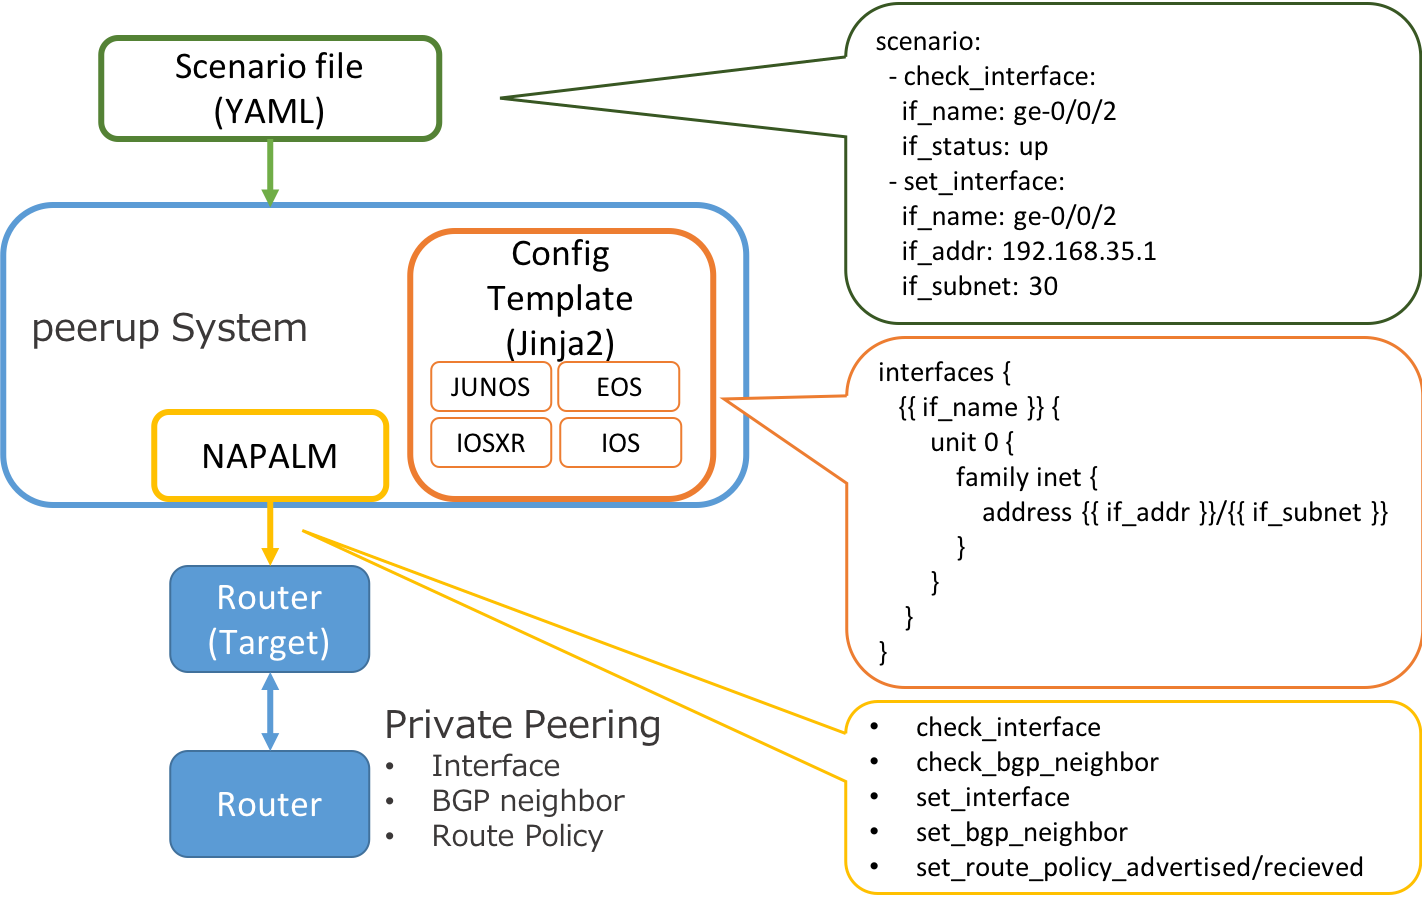 Scenario file
(YAML)
scenario:
- check_interface:
if_name: ge-0/0/2
if_status: up
- set_interface:
if_name: ge-0/0/2
if_addr: 192.168.35.1
if_subnet: 30
peerup System
Config
Template
(Jinja2)
JUNOS
EOS
IOSXR
IOS
NAPALM
interfaces {
{{ if_name }} {
unit 0 {
family inet {
address {{ if_addr }}/{{ if_subnet }}
}
}
}
}
Router
(Target)
Router
Private Peering
• Interface
• BGP neighbor
• Route Policy
• check_interface
• check_bgp_neighbor
• set_interface
• set_bgp_neighbor
• set_route_policy_advertised/recieved